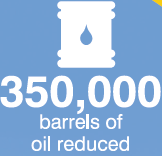 350,000
barrels of
oil reduced